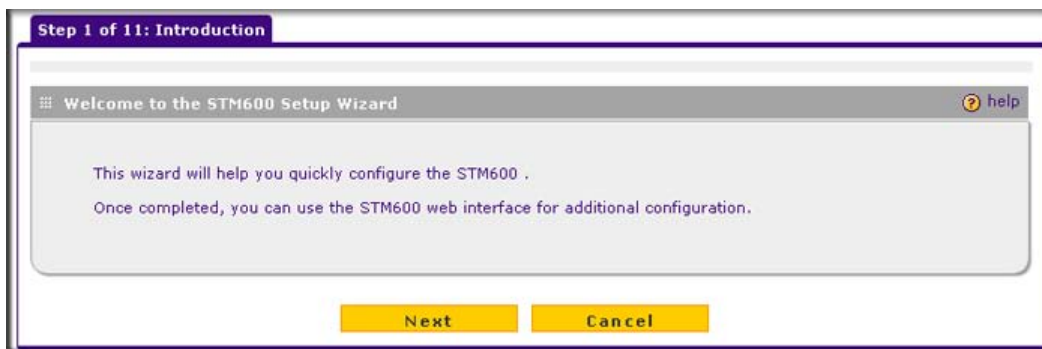 Step 1 of 11: Introduction
Welcome to the STM600 Setup Wizard
? help
This wizard will help you quickly configure the STM600 .
Once completed, you can use the STM600 web interface for additional configuration.
Next
Cancel